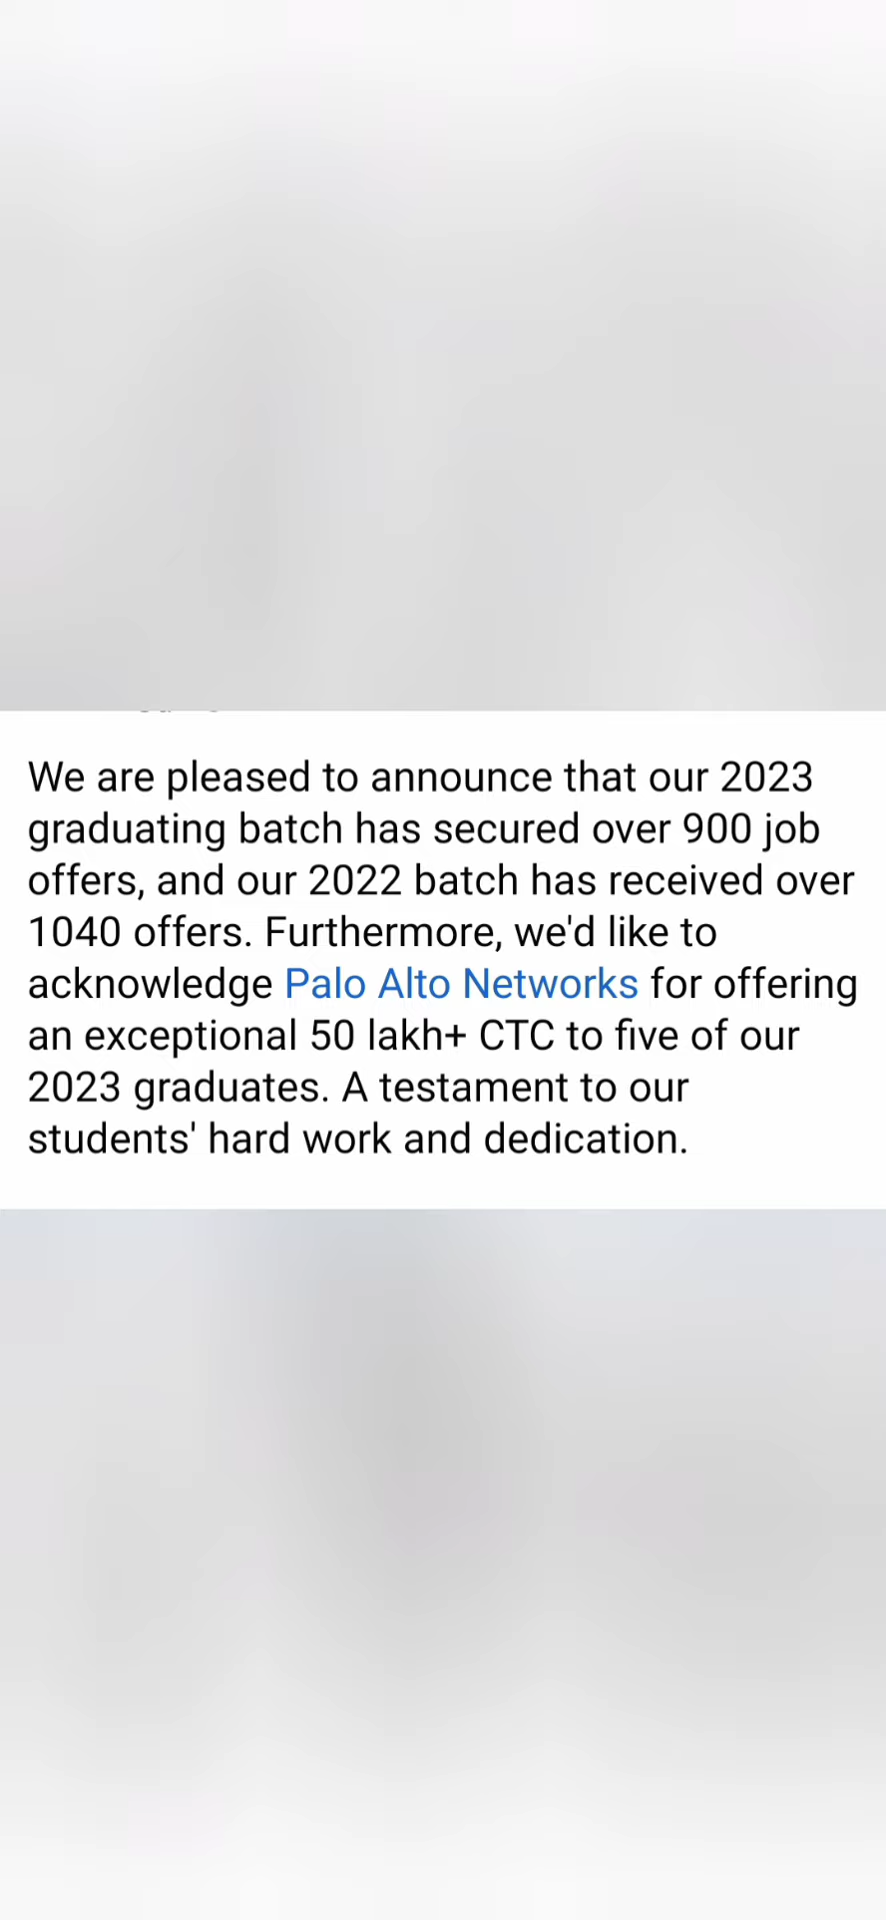 We are pleased to announce that our 2023
graduating batch has secured over 900 job
offers, and our 2022 batch has received over
1040 offers. Furthermore, we'd like to
acknowledge Palo Alto Networks for offering
an exceptional 50 lakh+ CTC to five of our
2023 graduates. A testament to our
students' hard work and dedication.